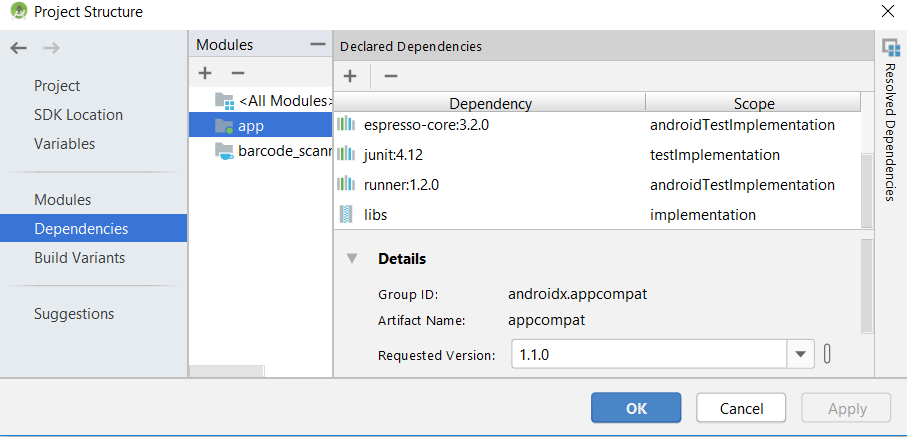 Project Structure
Modules
Declared Dependencies
Resolved Dependencies
Project
SDK Location
Variables
Modules
Dependencies
Build Variants
Suggestions
<All Modules>
app
barcode_scann
Dependency Scope
espresso-core:3.2.0 androidTestImplementation
junit:4.12 testImplementation
runner:1.2.0 androidTestImplementation
libs implementation
Details
Group ID: androidx.appcompat
Artifact Name: appcompat
Requested Version: 1.1.0
OK Cancel Apply